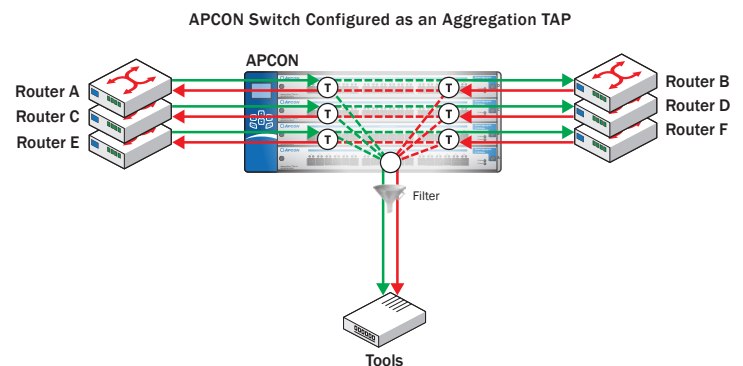 APCON Switch Configured as an Aggregation TAP
APCON
Router A
Router C
Router E
T
T
T
T
T
T
Router B
Router D
Router F
Filter
Tools